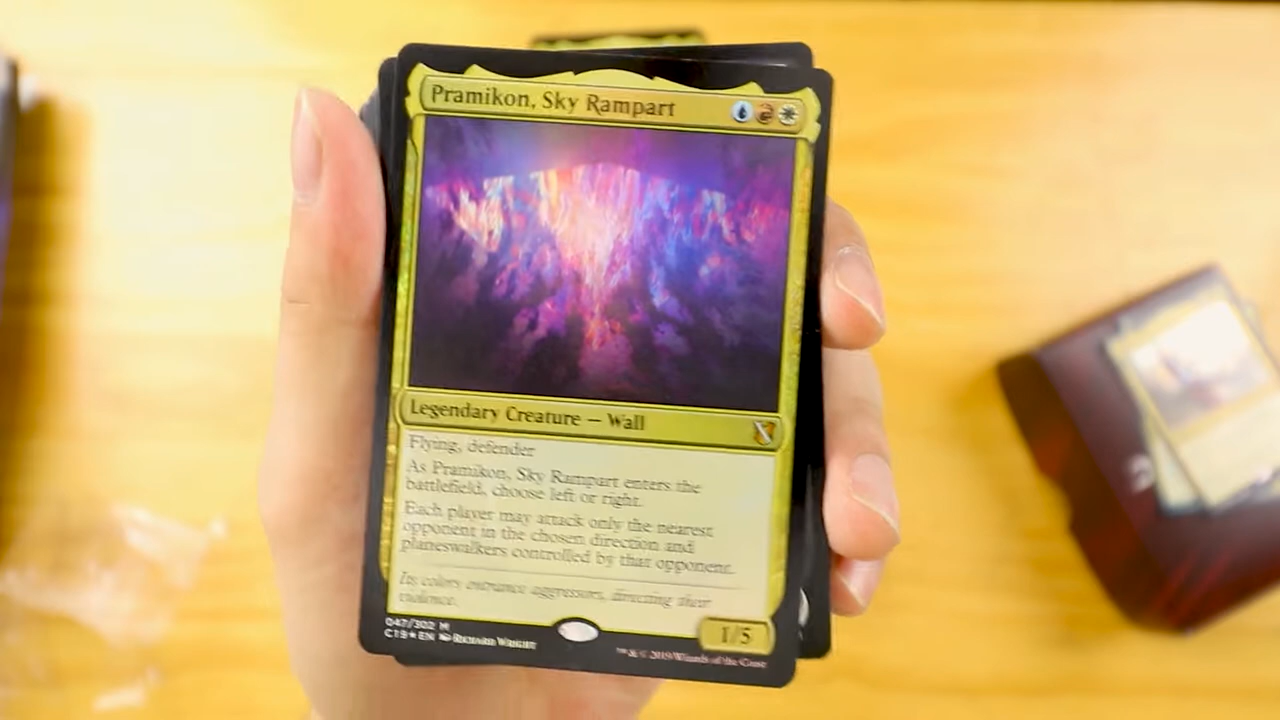 Pramikon, Sky Rampart
Legendary Creature — Wall
Flying, defender
As Pramikon, Sky Rampart enters the
battlefield, choose left or right.
Each player may attack only the nearest
opponent in the chosen direction and
planeswalkers controlled by that opponent.
Its colors entrance aggressors, directing their
violence.
1/5
047/302 M
C19★EN RICHARD WRIGHT
™ & © 2019 Wizards of the Coast